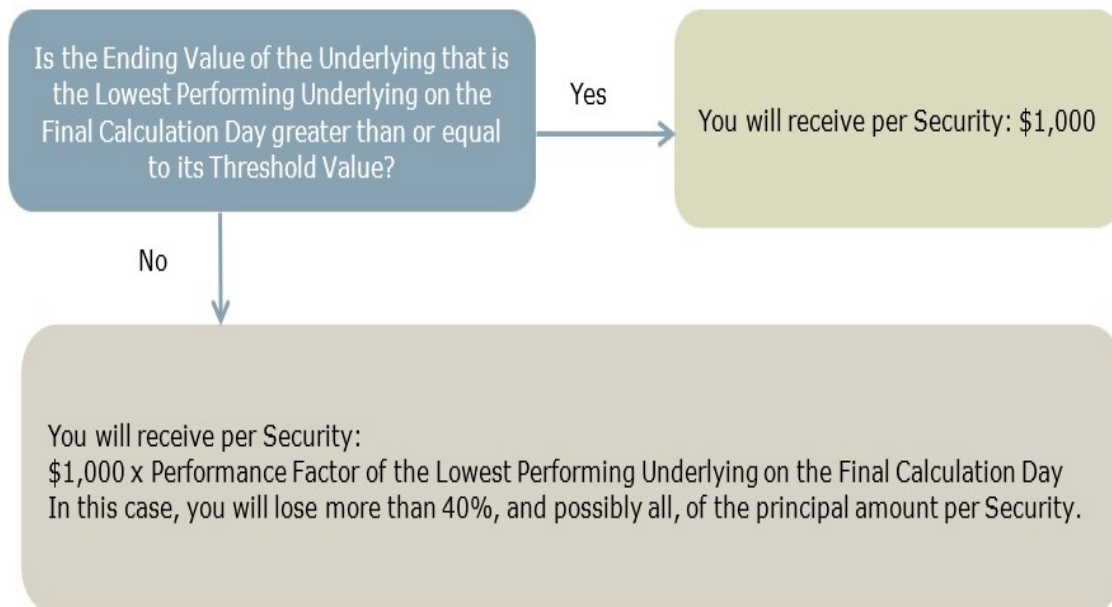 Is the Ending Value of the Underlying that is
the Lowest Performing Underlying on the
Final Calculation Day greater than or equal
to its Threshold Value?
Yes
You will receive per Security: $1,000
No
You will receive per Security:
$1,000 x Performance Factor of the Lowest Performing Underlying on the Final Calculation Day
In this case, you will lose more than 40%, and possibly all, of the principal amount per Security.